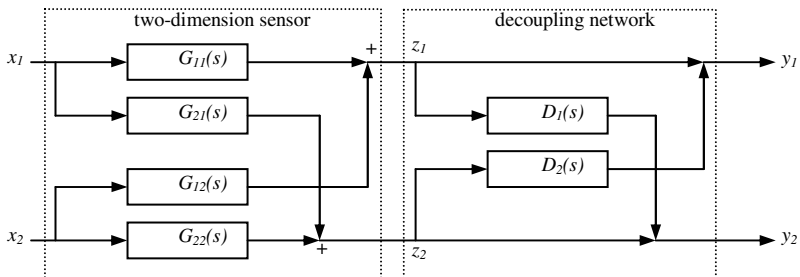 two-dimension sensor
decoupling network
x1
G11(s)
+
z1
y1
G21(s)
D1(s)
D2(s)
G12(s)
x2
G22(s)
+
z2
y2